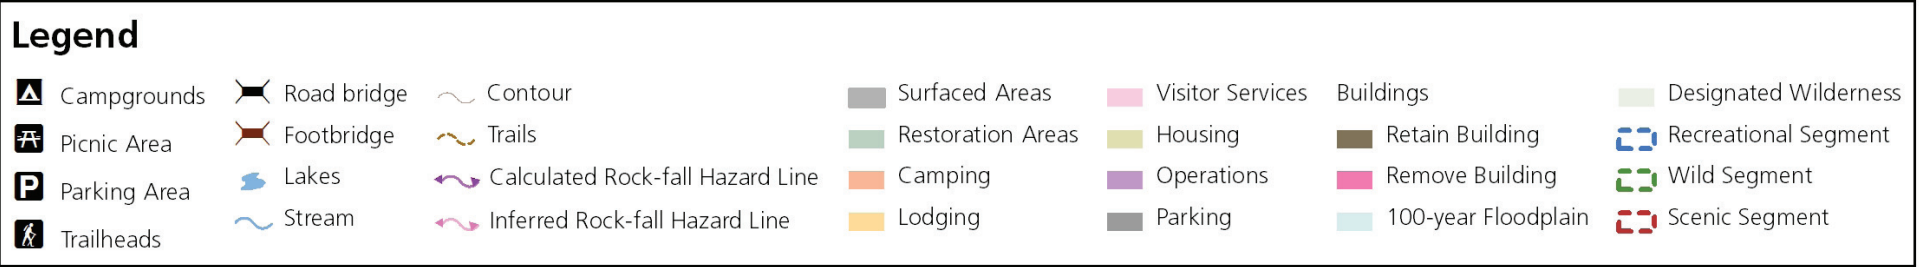 Legend
Campgrounds
Picnic Area
P
Parking Area
Trailheads
Road bridge
Footbridge
Lakes
Stream
Contour
Trails
Calculated Rock-fall Hazard Line
Inferred Rock-fall Hazard Line
Surfaced Areas
Restoration Areas
Camping
Lodging
Visitor Services
Housing
Operations
Parking
Buildings
Retain Building
Remove Building
100-year Floodplain
Designated Wilderness
Recreational Segment
Wild Segment
Scenic Segment